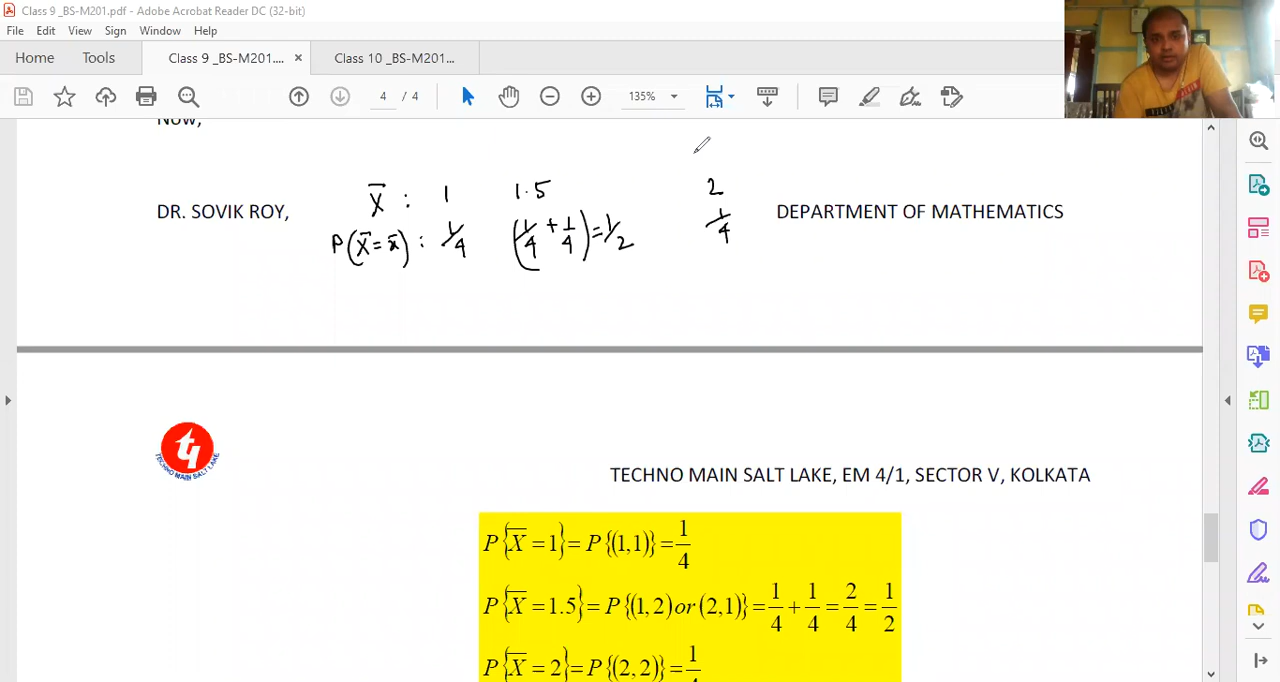 Class 9 _BS-M201.pdf - Adobe Acrobat Reader DC (32-bit)
File Edit View Sign Window Help
Home Tools Class 9 _BS-M201.... × Class 10 _BS-M201...
4 / 4 135%
Now,
X̅ : 1 1.5 2
DR. SOVIK ROY, DEPARTMENT OF MATHEMATICS
P(X̅ = x̅) : 1/4 (1/4 + 1/4) = 1/2 1/4
TECHNO MAIN SALT LAKE
TECHNO MAIN SALT LAKE, EM 4/1, SECTOR V, KOLKATA
P{X̅ = 1} = P{(1,1)} = 1/4
P{X̅ = 1.5} = P{(1,2) or (2,1)} = 1/4 + 1/4 = 2/4 = 1/2
P{X̅ = 2} = P{(2,2)} = 1/4